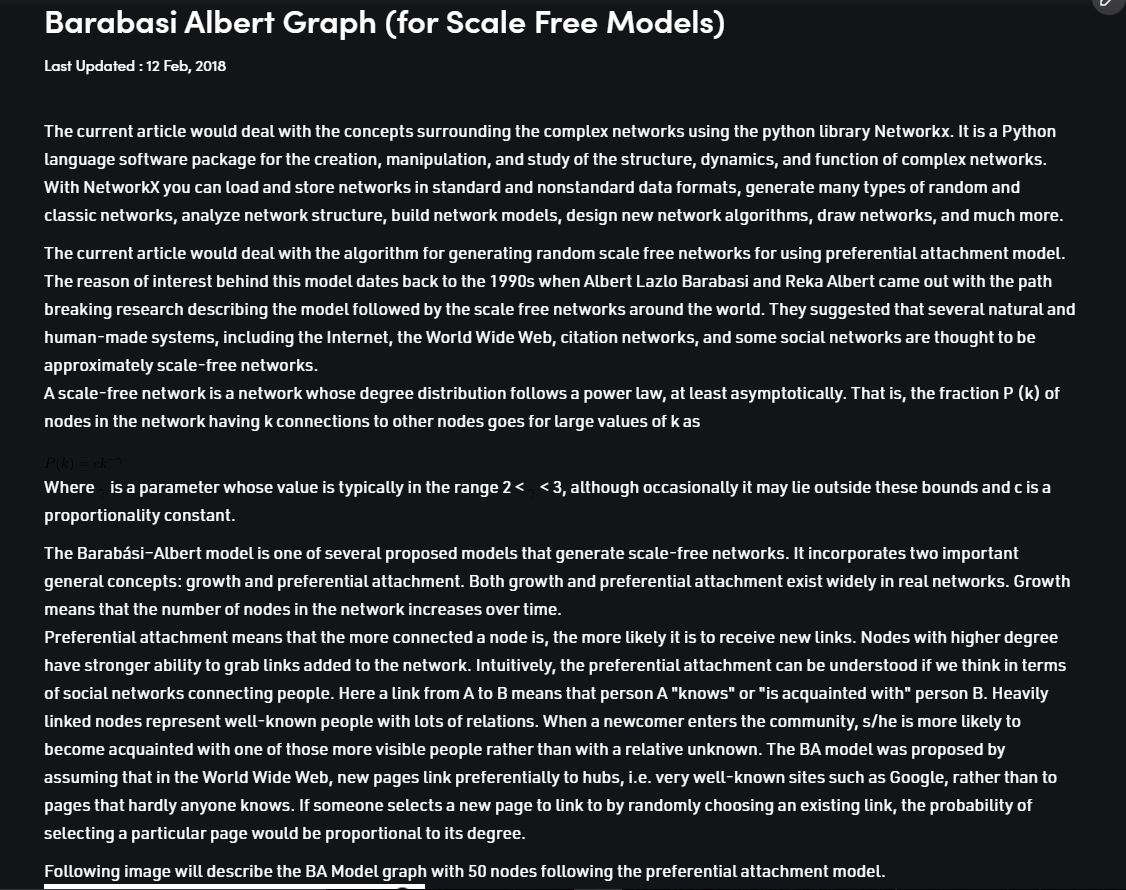 Barabasi Albert Graph (for Scale Free Models)
Last Updated : 12 Feb, 2018
The current article would deal with the concepts surrounding the complex networks using the python library Networkx. It is a Python
language software package for the creation, manipulation, and study of the structure, dynamics, and function of complex networks.
With NetworkX you can load and store networks in standard and nonstandard data formats, generate many types of random and
classic networks, analyze network structure, build network models, design new network algorithms, draw networks, and much more.
The current article would deal with the algorithm for generating random scale free networks for using preferential attachment model.
The reason of interest behind this model dates back to the 1990s when Albert Lazlo Barabasi and Reka Albert came out with the path
breaking research describing the model followed by the scale free networks around the world. They suggested that several natural and
human-made systems, including the Internet, the World Wide Web, citation networks, and some social networks are thought to be
approximately scale-free networks.
A scale-free network is a network whose degree distribution follows a power law, at least asymptotically. That is, the fraction P (k) of
nodes in the network having k connections to other nodes goes for large values of k as
P(k) = ck^−γ
Where is a parameter whose value is typically in the range 2 < < 3, although occasionally it may lie outside these bounds and c is a
proportionality constant.
The Barabási–Albert model is one of several proposed models that generate scale-free networks. It incorporates two important
general concepts: growth and preferential attachment. Both growth and preferential attachment exist widely in real networks. Growth
means that the number of nodes in the network increases over time.
Preferential attachment means that the more connected a node is, the more likely it is to receive new links. Nodes with higher degree
have stronger ability to grab links added to the network. Intuitively, the preferential attachment can be understood if we think in terms
of social networks connecting people. Here a link from A to B means that person A "knows" or "is acquainted with" person B. Heavily
linked nodes represent well-known people with lots of relations. When a newcomer enters the community, s/he is more likely to
become acquainted with one of those more visible people rather than with a relative unknown. The BA model was proposed by
assuming that in the World Wide Web, new pages link preferentially to hubs, i.e. very well-known sites such as Google, rather than to
pages that hardly anyone knows. If someone selects a new page to link to by randomly choosing an existing link, the probability of
selecting a particular page would be proportional to its degree.
Following image will describe the BA Model graph with 50 nodes following the preferential attachment model.